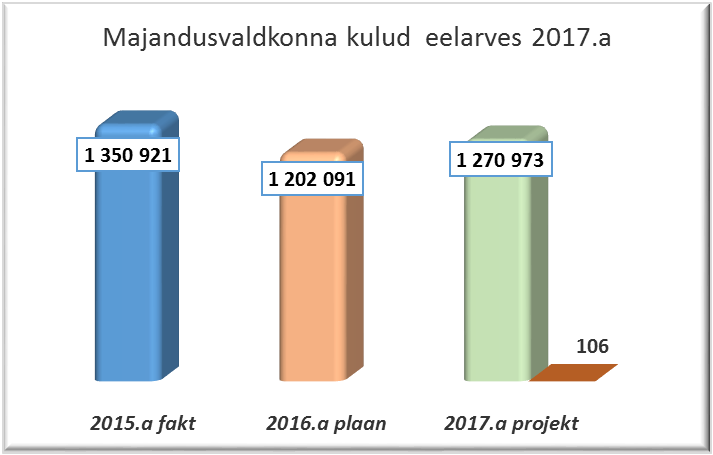 Majandusvaldkonna kulud eelarves 2017.a
1 350 921
1 202 091
1 270 973
106
2015.a fakt
2016.a plaan
2017.a projekt